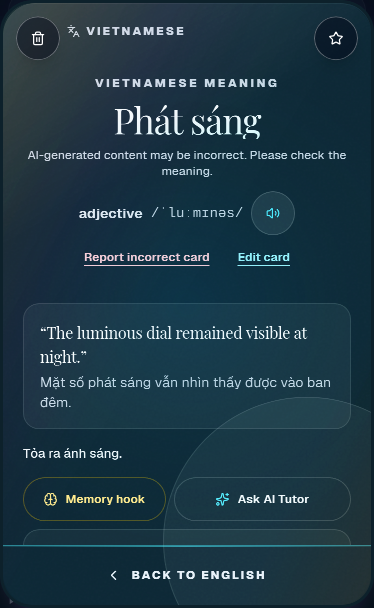 VIETNAMESE
VIETNAMESE MEANING
Phát sáng
AI-generated content may be incorrect. Please check the
meaning.
adjective /ˈluːmɪnəs/
Report incorrect card Edit card
“The luminous dial remained visible at
night.”
Mặt số phát sáng vẫn nhìn thấy được vào ban
đêm.
Tỏa ra ánh sáng.
Memory hook Ask AI Tutor
BACK TO ENGLISH